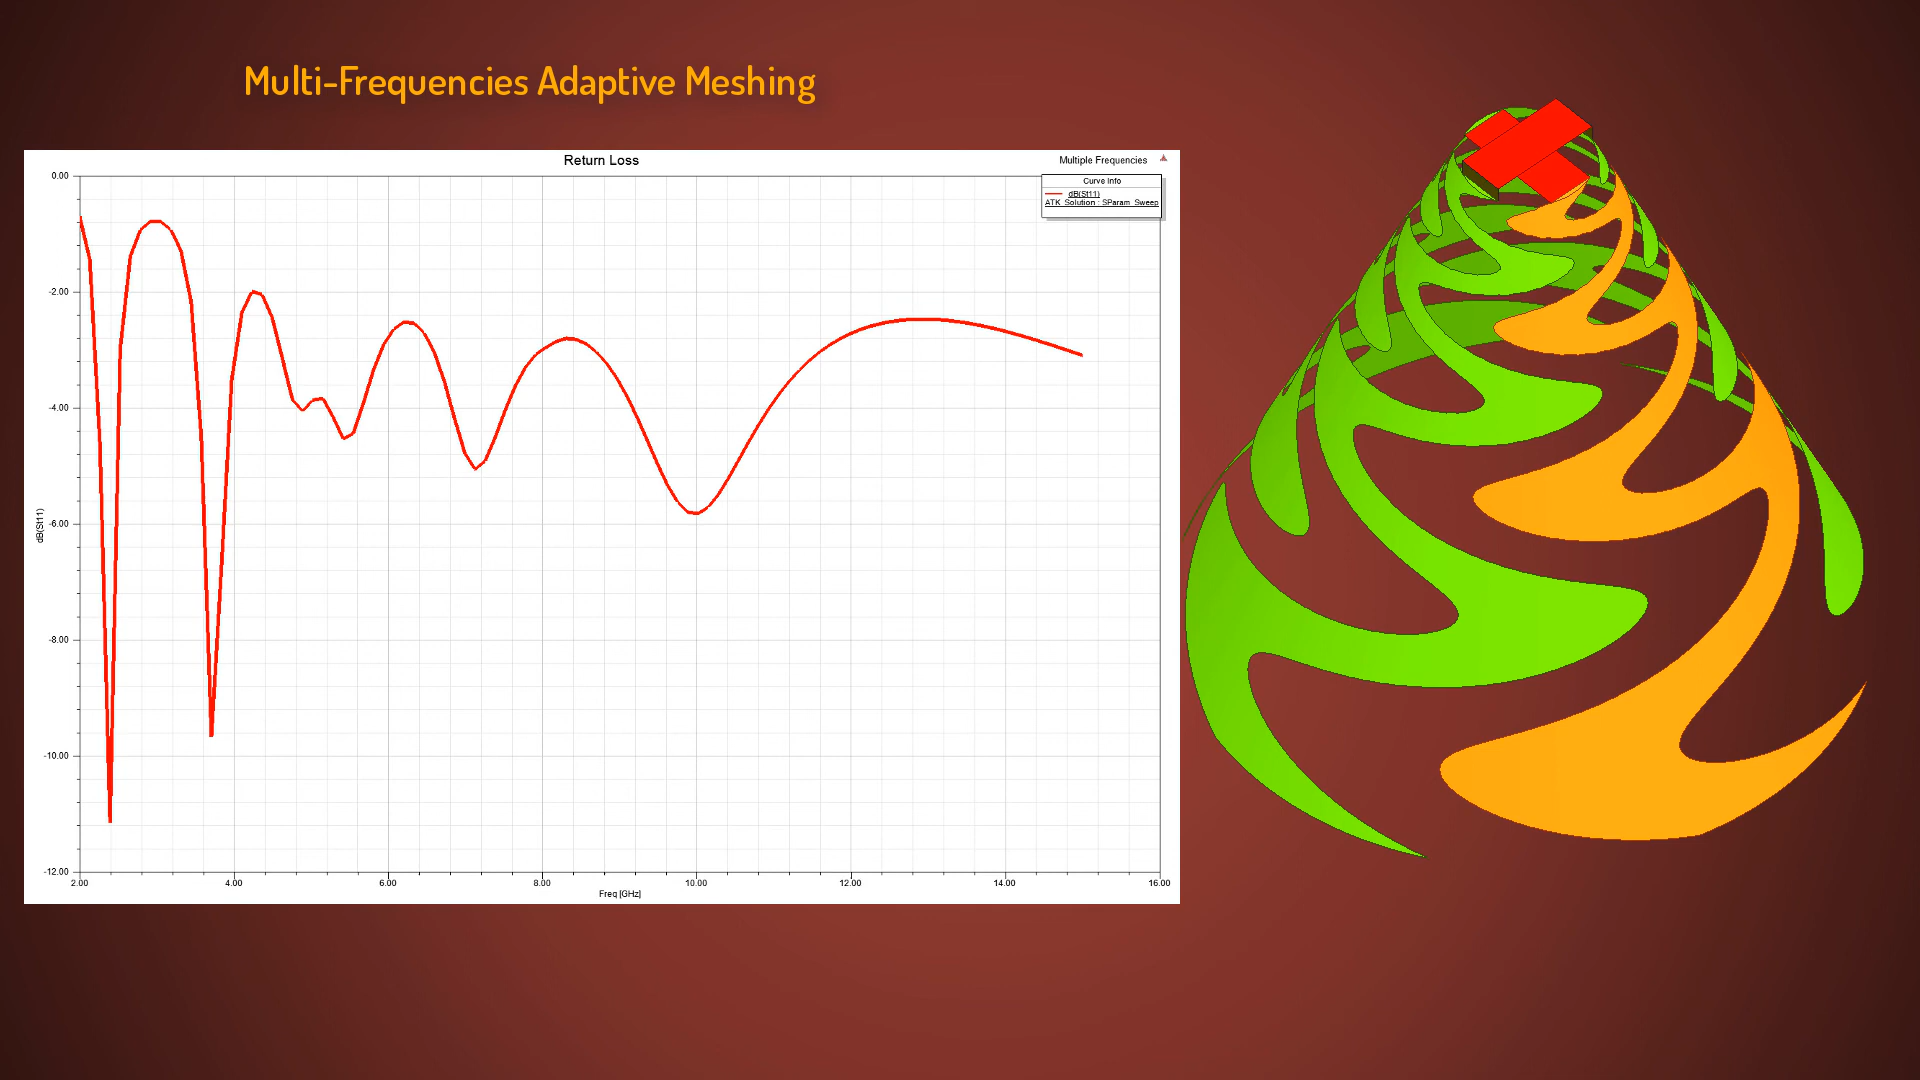 Multi-Frequencies Adaptive Meshing
Return Loss
Multiple Frequencies
Curve Info
dB(St11)
ATK_Solution : SParam_Sweep
0.00
-2.00
-4.00
-6.00
-8.00
-10.00
-12.00
dB(St11)
2.00 4.00 6.00 8.00 10.00 12.00 14.00 16.00
Freq [GHz]